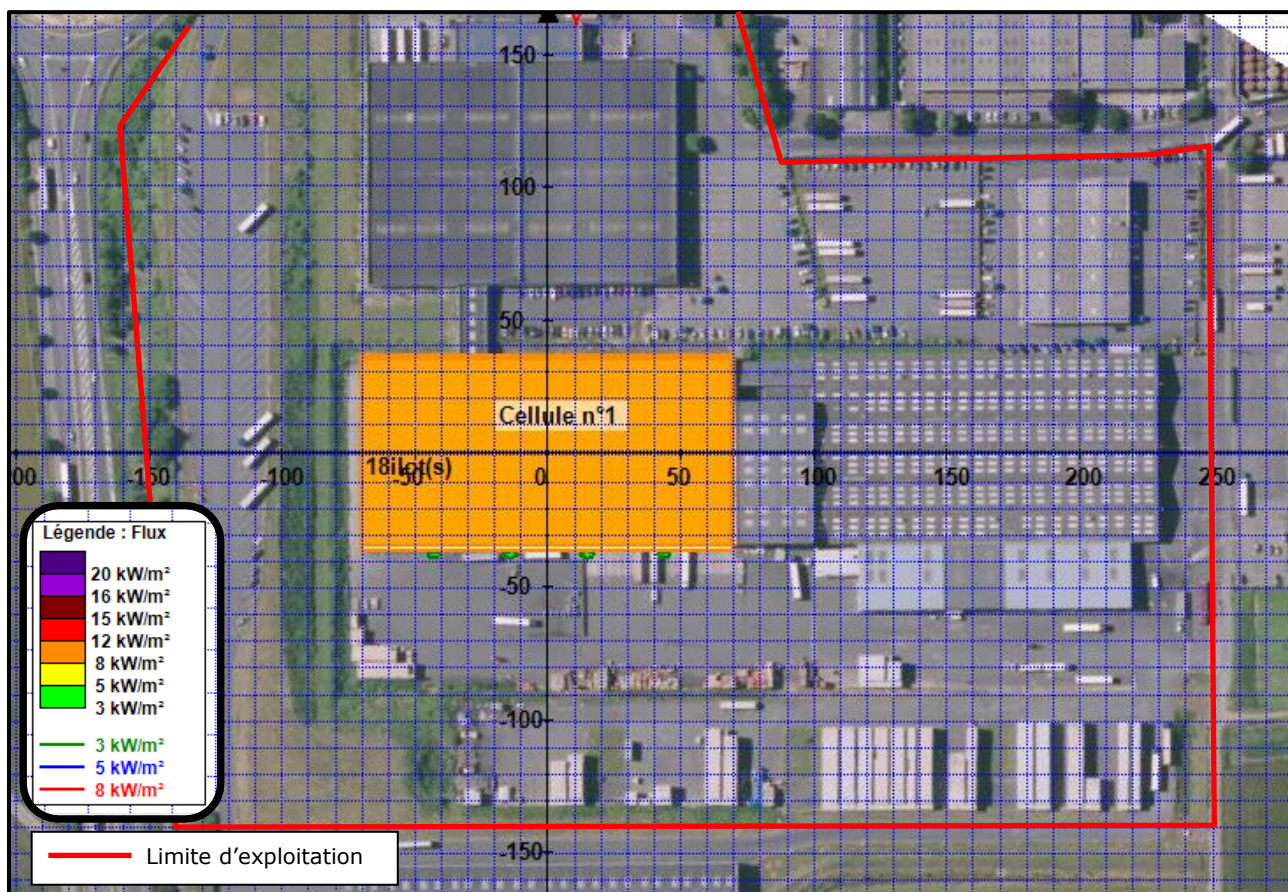 Y
150
100
50
Cellule n°1
18ilot(s)
00
-150
-100
-50
0
50
100
150
200
250
-50
-100
-150
Légende : Flux
20 kW/m²
16 kW/m²
15 kW/m²
12 kW/m²
8 kW/m²
5 kW/m²
3 kW/m²
3 kW/m²
5 kW/m²
8 kW/m²
Limite d’exploitation